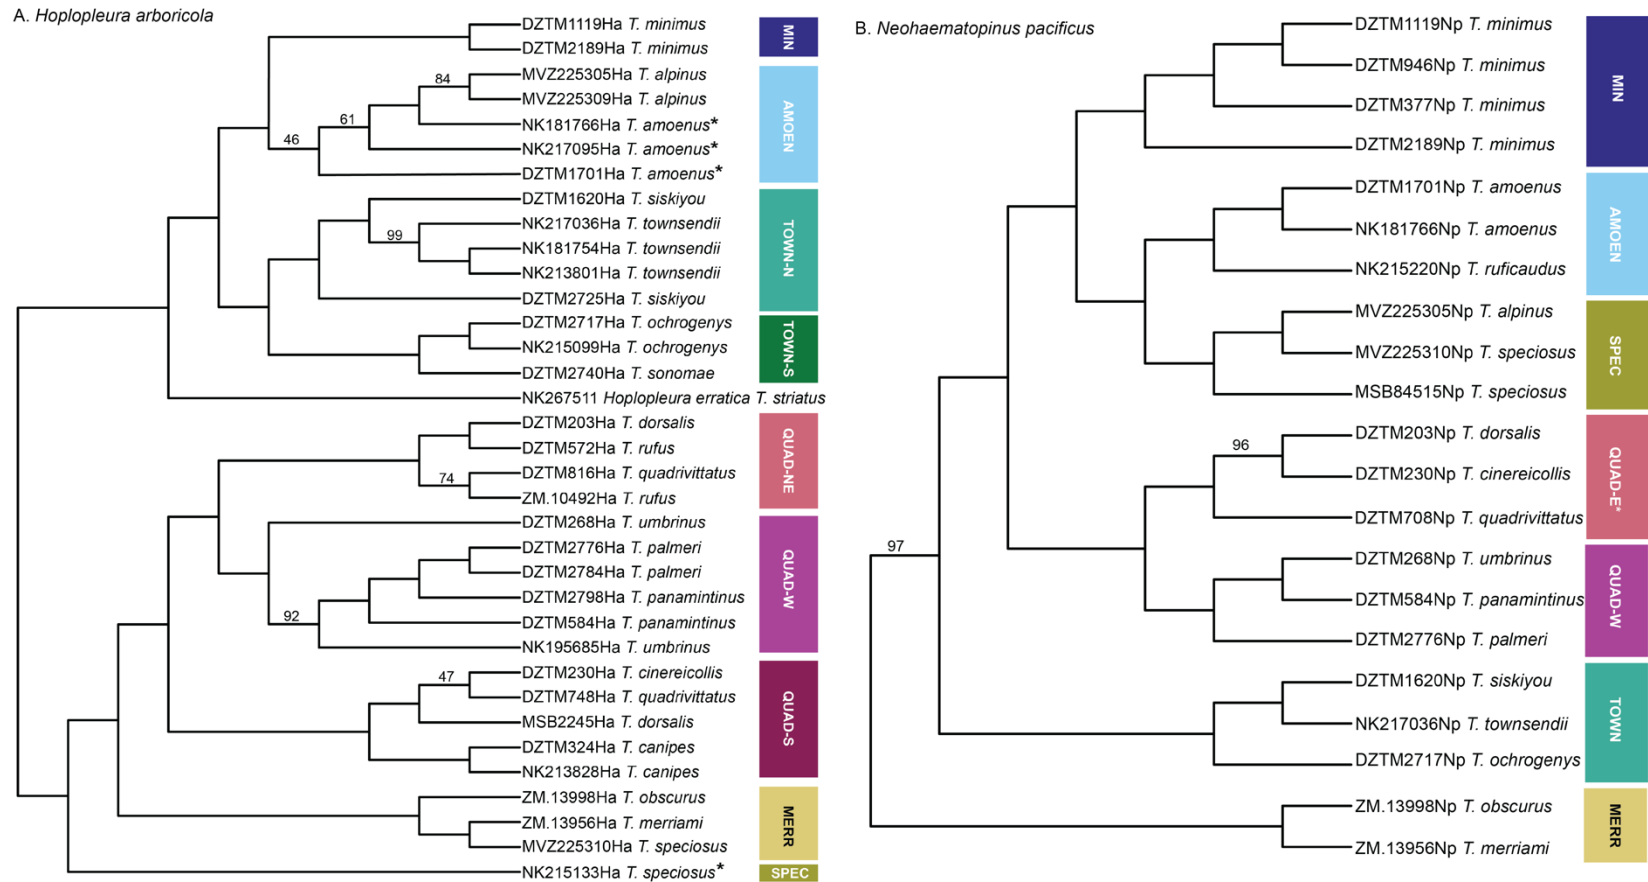 A. Hoplopleura arboricola
DZTM1119Ha T. minimus
DZTM2189Ha T. minimus
MIN
84
MVZ225305Ha T. alpinus
MVZ225309Ha T. alpinus
61
NK181766Ha T. amoenus*
46
NK217095Ha T. amoenus*
DZTM1701Ha T. amoenus*
AMOEN
DZTM1620Ha T. siskiyou
NK217036Ha T. townsendii
99
NK181754Ha T. townsendii
NK213801Ha T. townsendii
DZTM2725Ha T. siskiyou
TOWN-N
DZTM2717Ha T. ochrogenys
NK215099Ha T. ochrogenys
DZTM2740Ha T. sonomae
TOWN-S
NK267511 Hoplopleura erratica T. striatus
DZTM203Ha T. dorsalis
DZTM572Ha T. rufus
74
DZTM816Ha T. quadrivittatus
ZM.10492Ha T. rufus
QUAD-NE
DZTM268Ha T. umbrinus
DZTM2776Ha T. palmeri
DZTM2784Ha T. palmeri
DZTM2798Ha T. panamintinus
92
DZTM584Ha T. panamintinus
NK195685Ha T. umbrinus
QUAD-W
47
DZTM230Ha T. cinereicollis
DZTM748Ha T. quadrivittatus
MSB2245Ha T. dorsalis
DZTM324Ha T. canipes
NK213828Ha T. canipes
QUAD-S
ZM.13998Ha T. obscurus
ZM.13956Ha T. merriami
MVZ225310Ha T. speciosus
MERR
NK215133Ha T. speciosus*
SPEC
B. Neohaematopinus pacificus
DZTM1119Np T. minimus
DZTM946Np T. minimus
DZTM377Np T. minimus
DZTM2189Np T. minimus
MIN
DZTM1701Np T. amoenus
NK181766Np T. amoenus
NK215220Np T. ruficaudus
AMOEN
MVZ225305Np T. alpinus
MVZ225310Np T. speciosus
MSB84515Np T. speciosus
SPEC
96
DZTM203Np T. dorsalis
DZTM230Np T. cinereicollis
DZTM708Np T. quadrivittatus
QUAD-E*
97
DZTM268Np T. umbrinus
DZTM584Np T. panamintinus
DZTM2776Np T. palmeri
QUAD-W
DZTM1620Np T. siskiyou
NK217036Np T. townsendii
DZTM2717Np T. ochrogenys
TOWN
ZM.13998Np T. obscurus
ZM.13956Np T. merriami
MERR